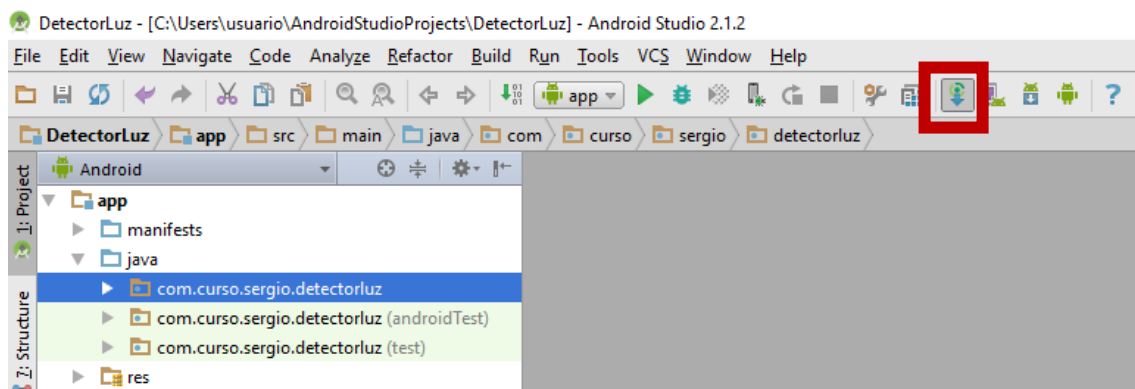 DetectorLuz - [C:\Users\usuario\AndroidStudioProjects\DetectorLuz] - Android Studio 2.1.2
File Edit View Navigate Code Analyze Refactor Build Run Tools VCS Window Help
app
?
DetectorLuz app src main java com curso sergio detectorluz
1: Project
Android
app
manifests
java
com.curso.sergio.detectorluz
com.curso.sergio.detectorluz (androidTest)
com.curso.sergio.detectorluz (test)
res
7: Structure